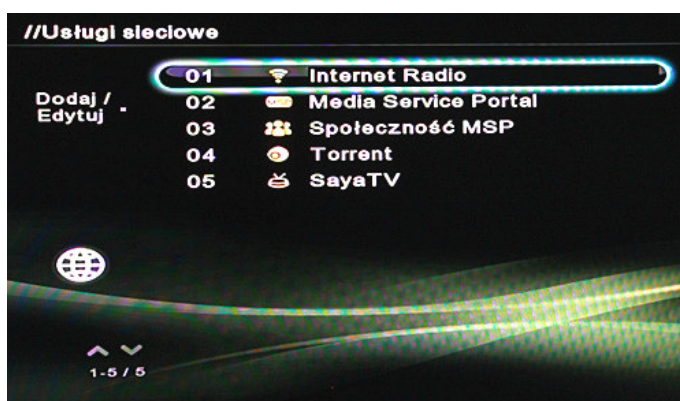 //Usługi sieciowe
01 Internet Radio
Dodaj /
Edytuj
02 Media Service Portal
03 Społeczność MSP
04 Torrent
05 SayaTV
1-5 / 5